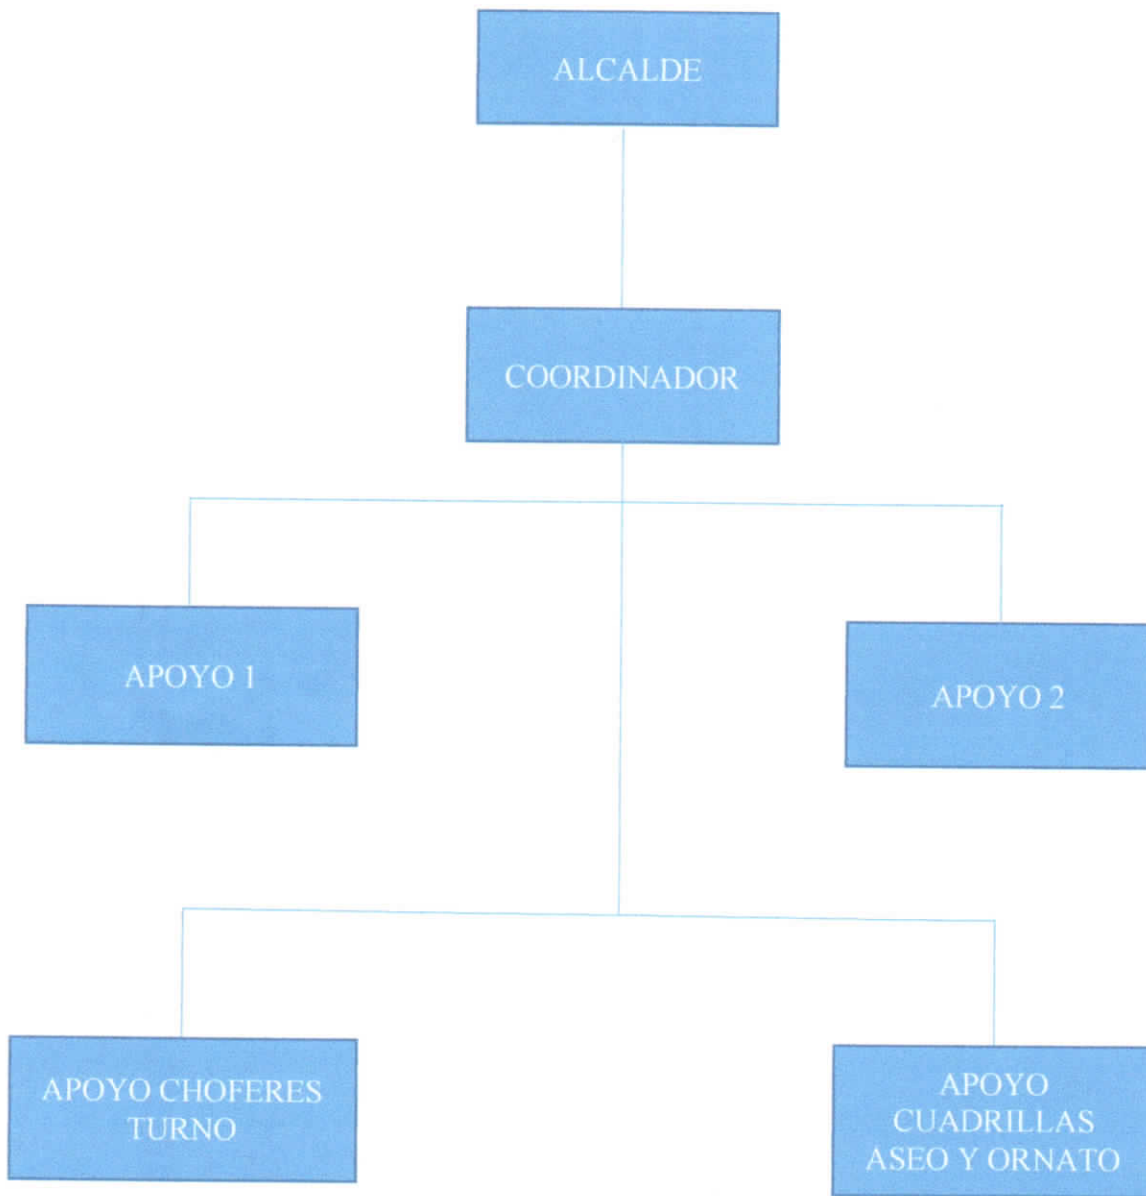 ALCALDE
COORDINADOR
APOYO 1
APOYO 2
APOYO CHOFERES
TURNO
APOYO
CUADRILLAS
ASEO Y ORNATO